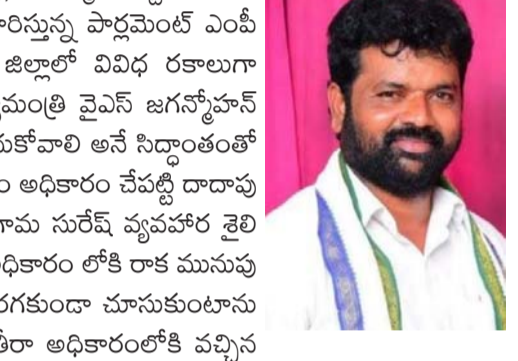 రిస్తున్న పార్లమెంట్ ఎంపీ
జిల్లాలో వివిధ రకాలుగా
మంత్రి వైఎస్ జగన్మోహన్
కోవాలి అనే సిద్ధాంతంతో
అధికారం చేపట్టి దాదాపు
సురేష్ వ్యవహార శైలి
ధికారం లోకి రాక మునుపు
రగకుండా చూసుకుంటాను
తీరా అధికారంలోకి వచ్చిన